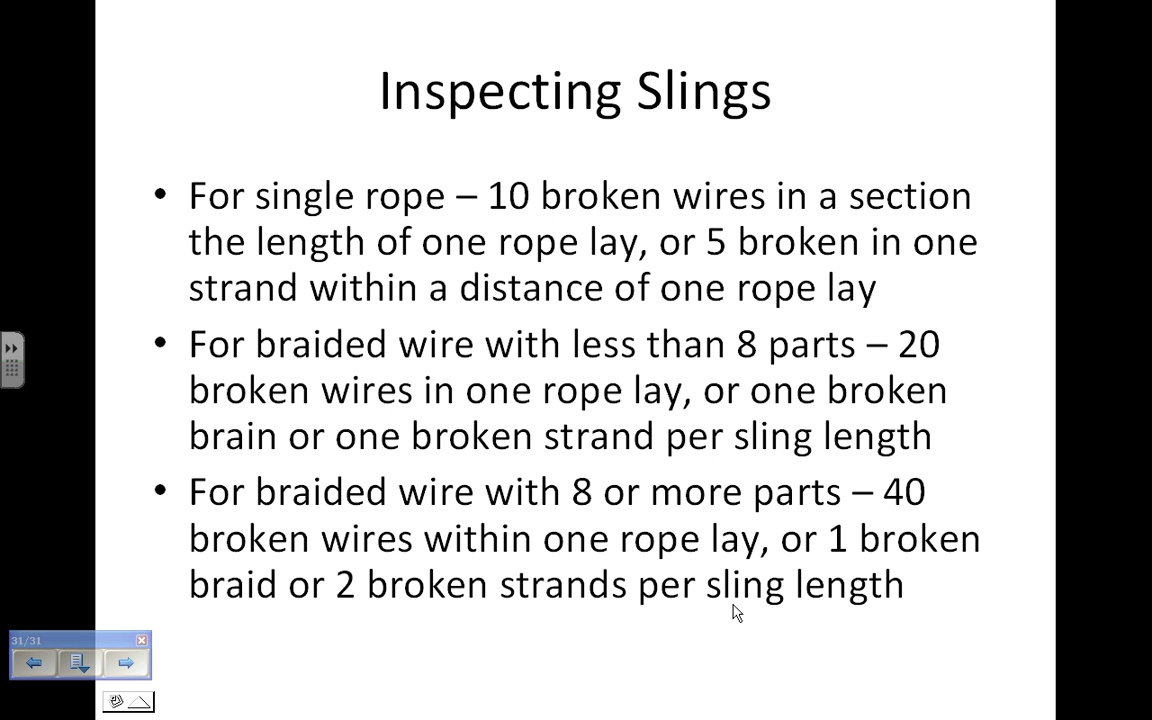 Inspecting Slings
• For single rope – 10 broken wires in a section
the length of one rope lay, or 5 broken in one
strand within a distance of one rope lay
• For braided wire with less than 8 parts – 20
broken wires in one rope lay, or one broken
brain or one broken strand per sling length
• For braided wire with 8 or more parts – 40
broken wires within one rope lay, or 1 broken
braid or 2 broken strands per sling length
31/31